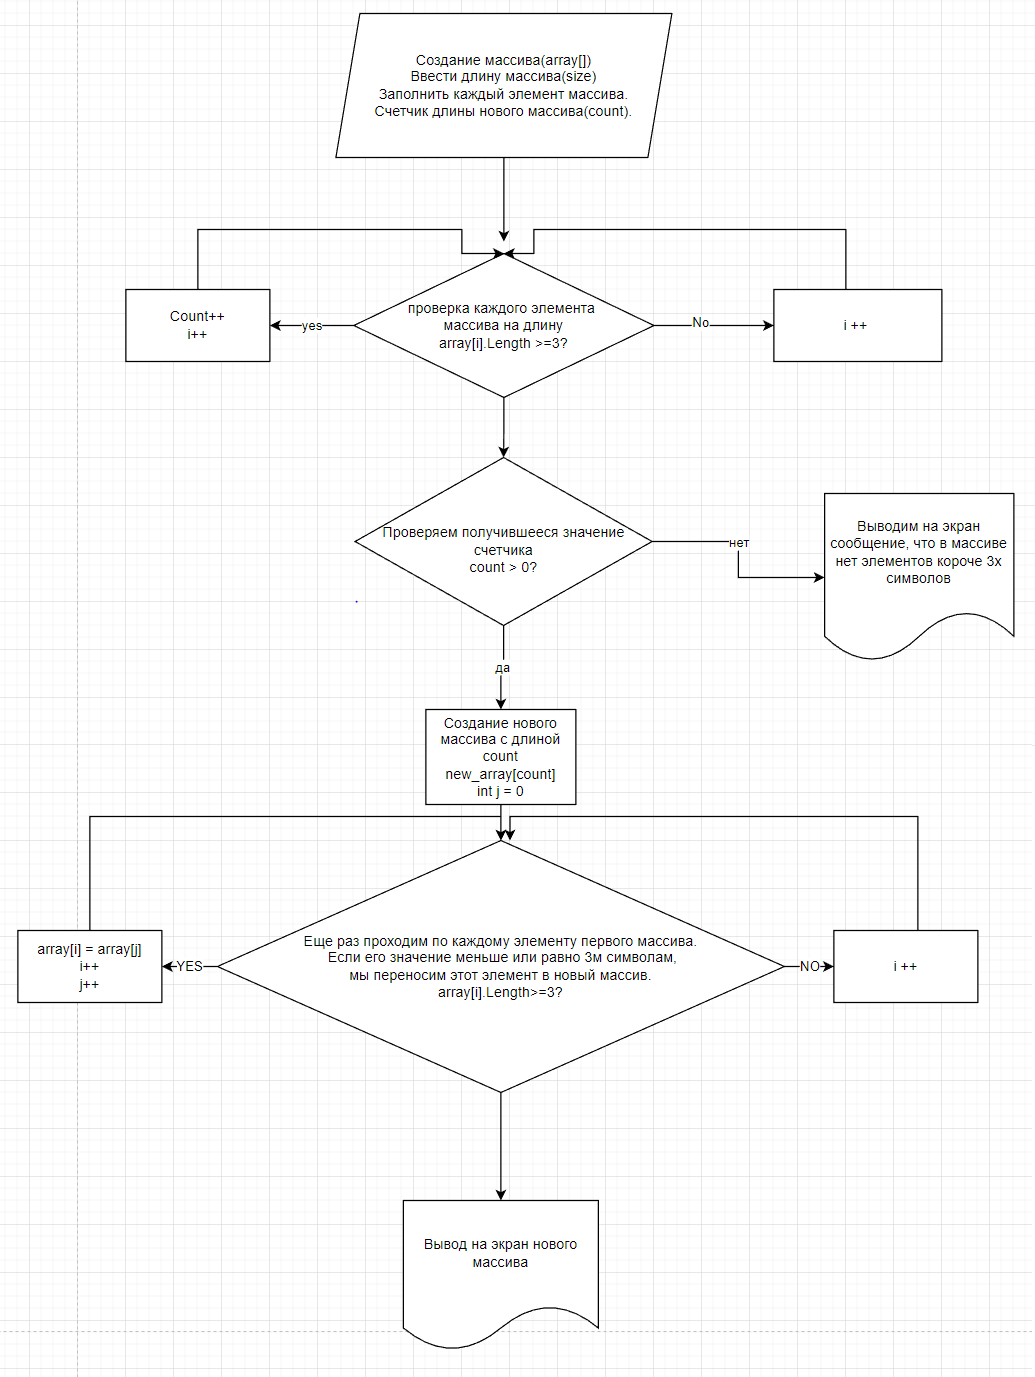 Создание массива(array[])
Ввести длину массива(size)
Заполнить каждый элемент массива.
Счетчик длины нового массива(count).
Count++
i++
yes
проверка каждого элемента
массива на длину
array[i].Length >=3?
No
i ++
Проверяем получившееся значение
счетчика
count > 0?
нет
Выводим на экран
сообщение, что в массиве
нет элементов короче 3х
символов
да
Создание нового
массива с длиной
count
new_array[count]
int j = 0
array[i] = array[j]
i++
j++
YES
Еще раз проходим по каждому элементу первого массива.
Если его значение меньше или равно 3м символам,
мы переносим этот элемент в новый массив.
array[i].Length>=3?
NO
i ++
Вывод на экран нового
массива